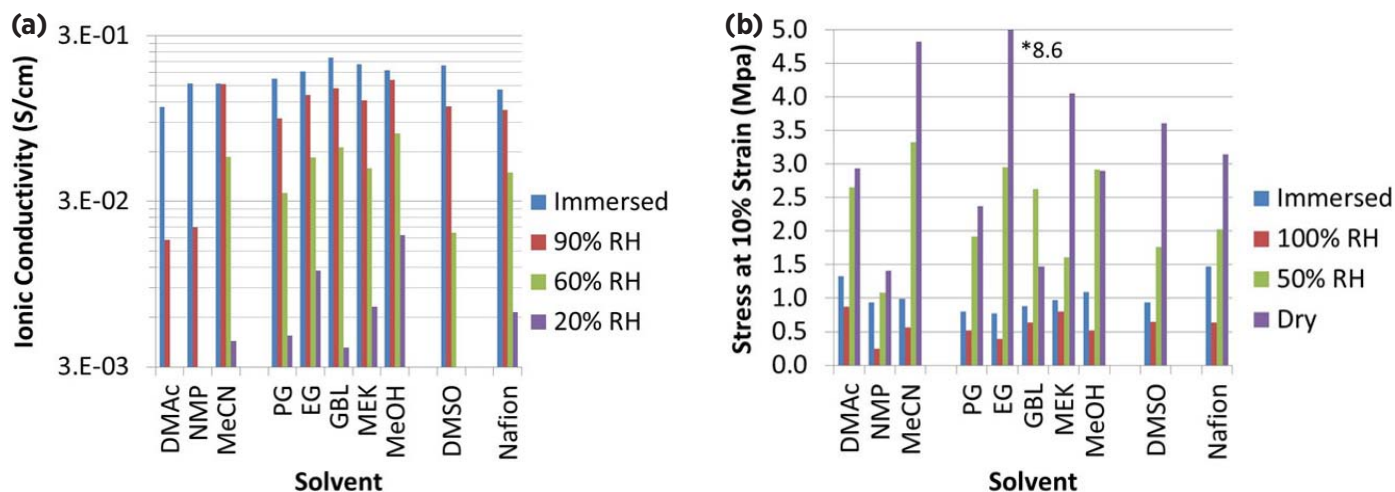 (a)
Ionic Conductivity (S/cm)
3.E-01
3.E-02
3.E-03
DMAc
NMP
MeCN
PG
EG
GBL
MEK
MeOH
DMSO
Nafion
Solvent
Immersed
90% RH
60% RH
20% RH
(b)
Stress at 10% Strain (Mpa)
5.0
4.5
4.0
3.5
3.0
2.5
2.0
1.5
1.0
0.5
0.0
*8.6
DMAc
NMP
MeCN
PG
EG
GBL
MEK
MeOH
DMSO
Nafion
Solvent
Immersed
100% RH
50% RH
Dry